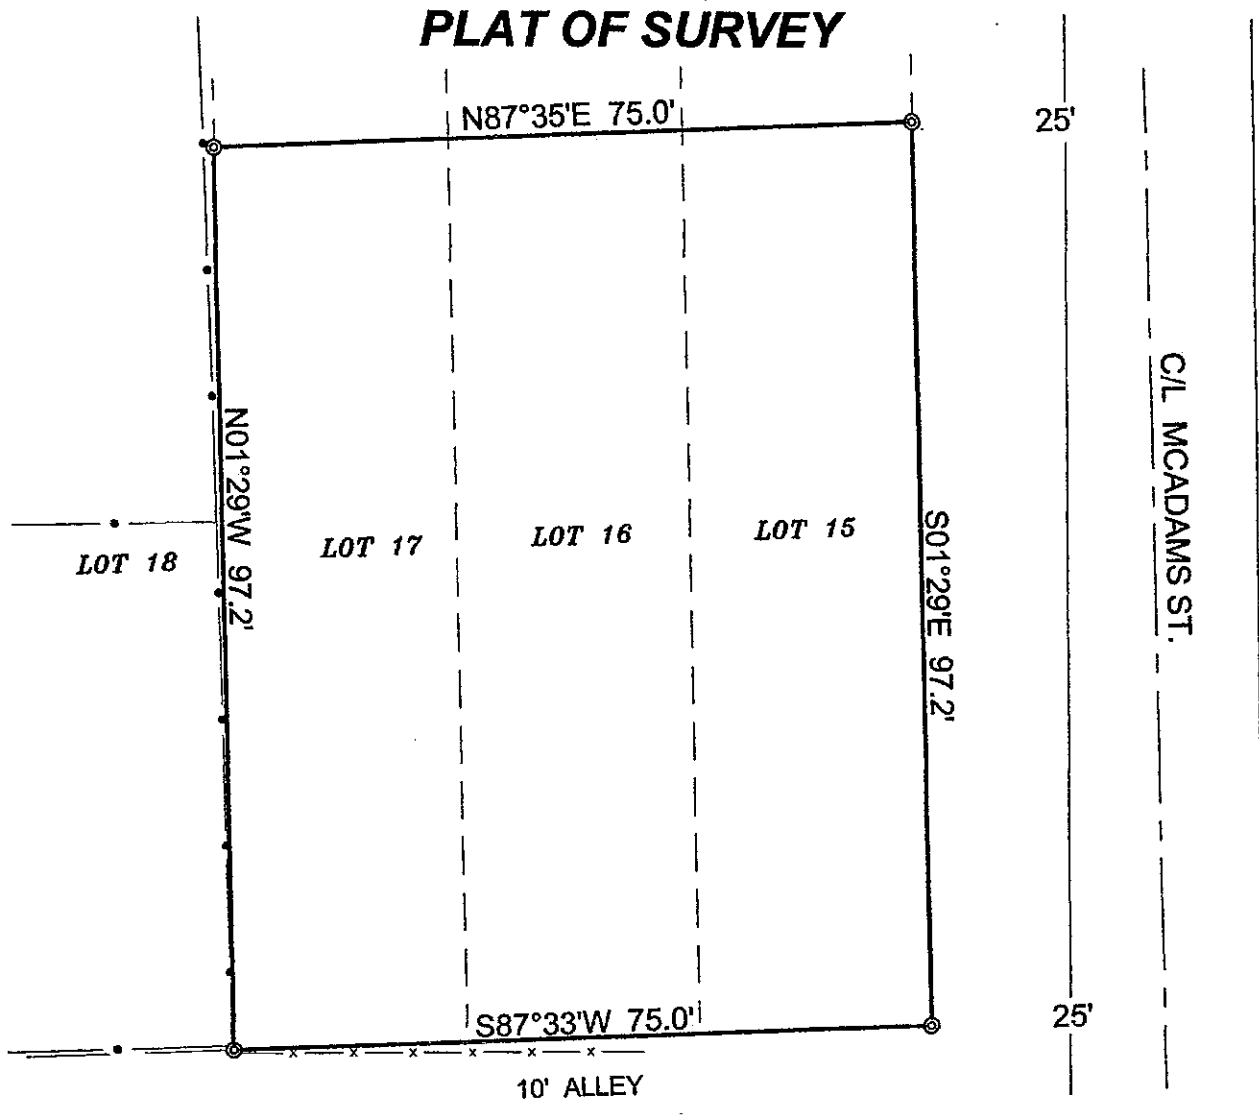 PLAT OF SURVEY
N87°35'E 75.0'
25'
N01°29'W 97.2'
LOT 18
LOT 17
LOT 16
LOT 15
S01°29'E 97.2'
C/L MCADAMS ST.
S87°33'W 75.0'
25'
10' ALLEY